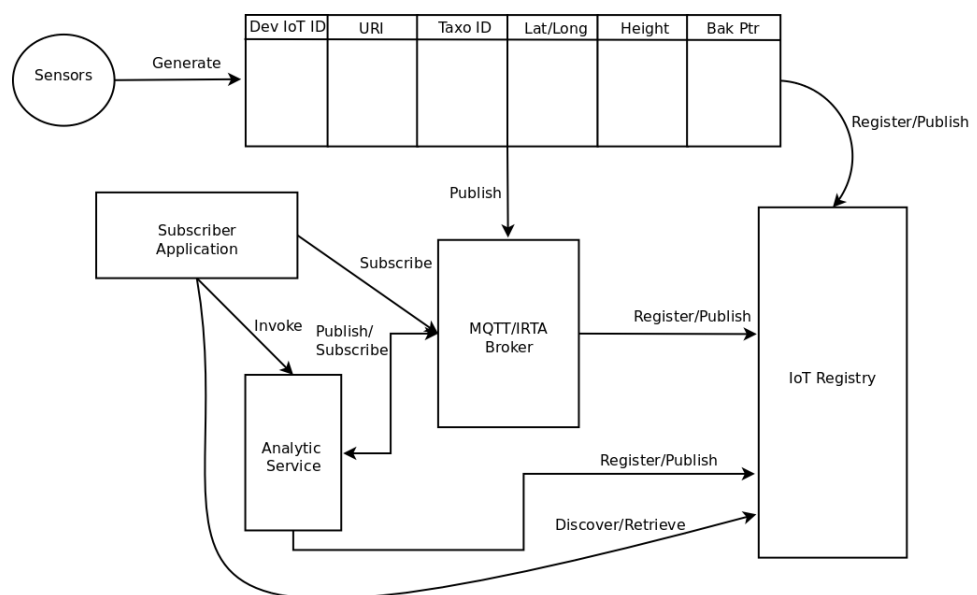 Dev IoT ID
URI
Taxo ID
Lat/Long
Height
Bak Ptr
Sensors
Generate
Register/Publish
Publish
Subscriber
Application
Subscribe
Invoke
Publish/
Subscribe
MQTT/IRTA
Broker
Register/Publish
IoT Registry
Analytic
Service
Register/Publish
Discover/Retrieve